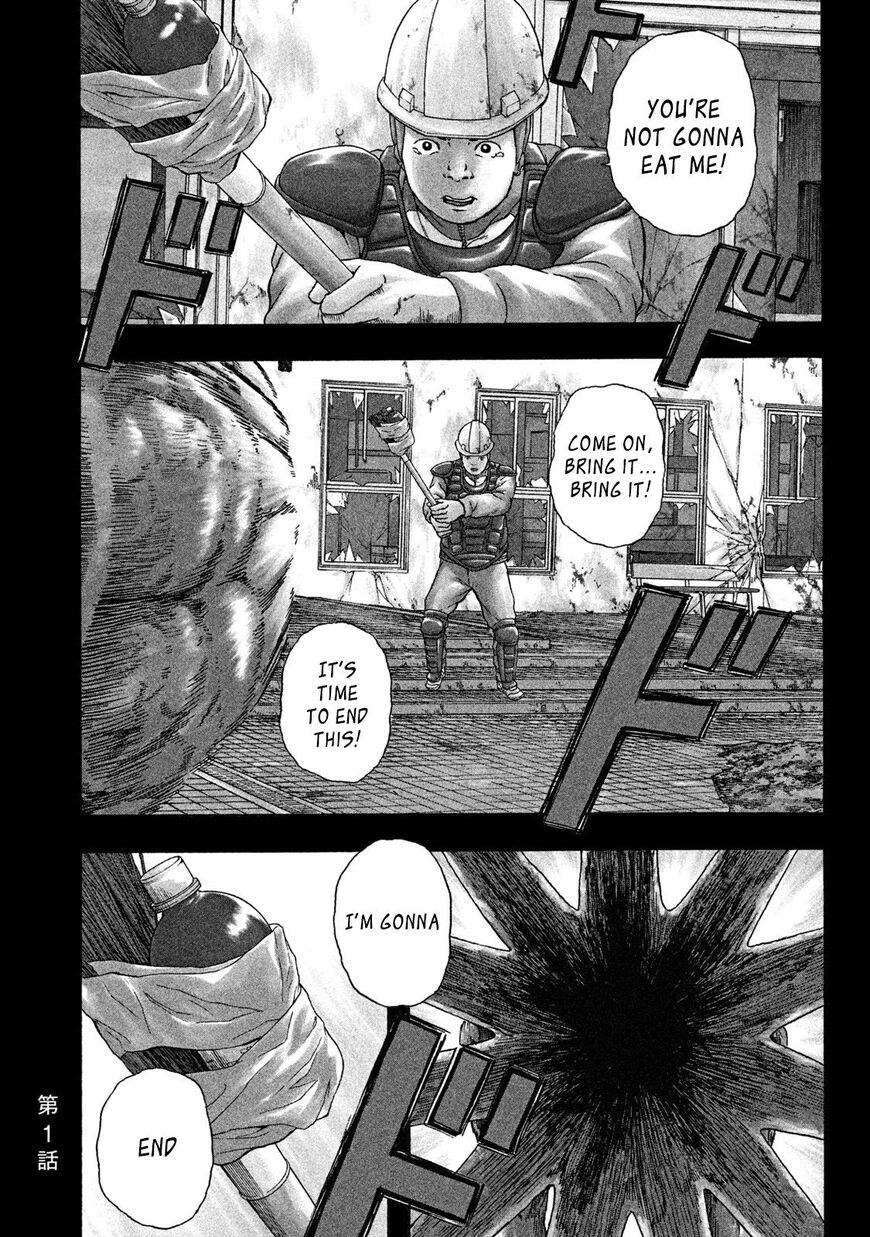 ド
YOU'RE
NOT GONNA
EAT ME!
ド
ド
COME ON,
BRING IT...
BRING IT!
IT'S
TIME
TO END
THIS!
ド
I'M GONNA
END
ド
第1話